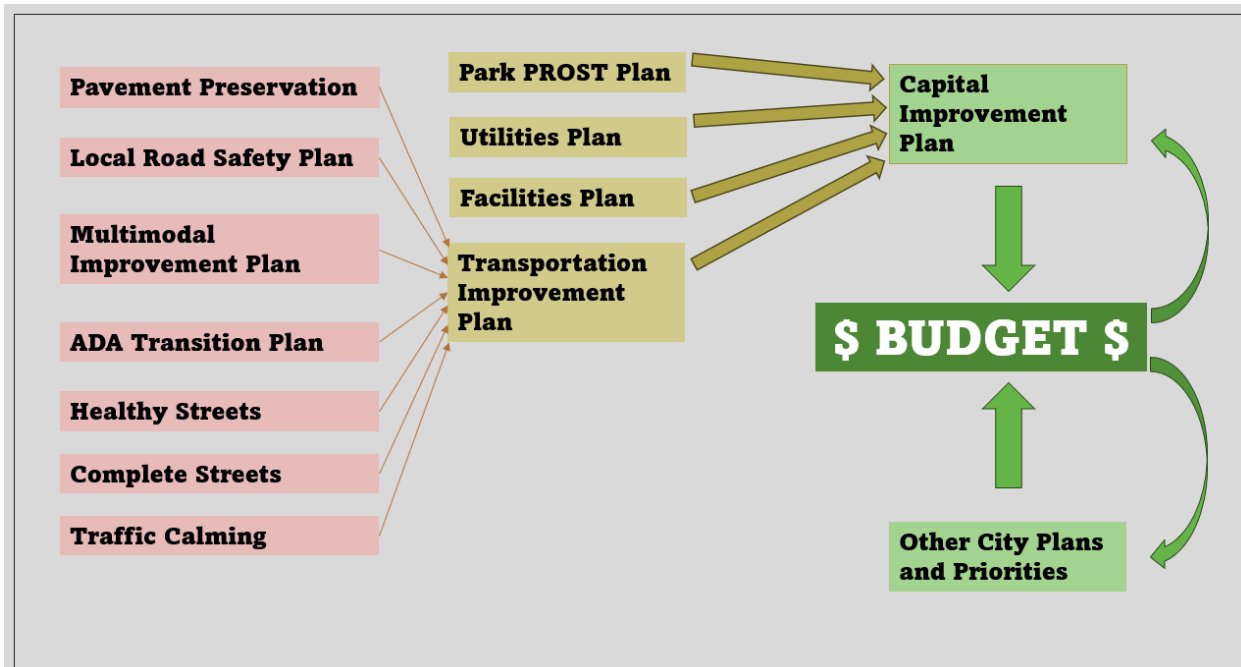 Pavement Preservation
Local Road Safety Plan
Multimodal
Improvement Plan
ADA Transition Plan
Healthy Streets
Complete Streets
Traffic Calming
Park PROST Plan
Utilities Plan
Facilities Plan
Transportation
Improvement
Plan
Capital
Improvement
Plan
$ BUDGET $
Other City Plans
and Priorities